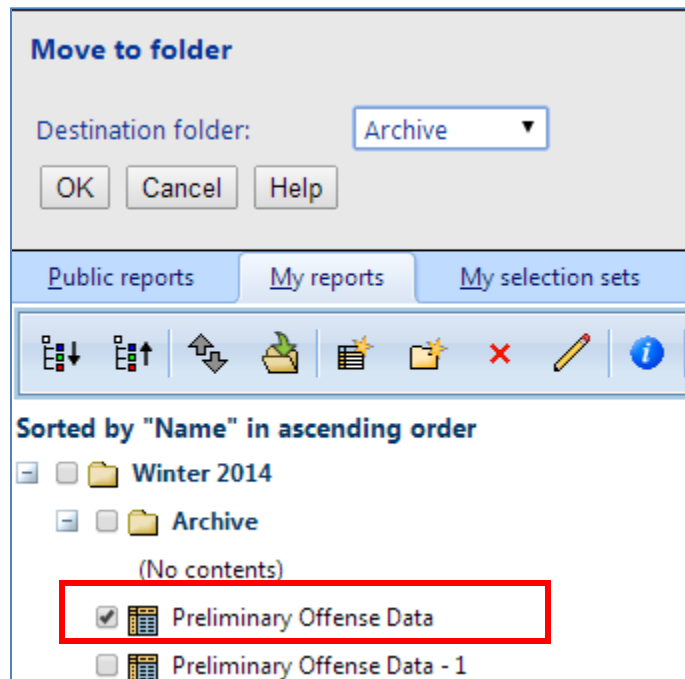 Move to folder
Destination folder: Archive
OK Cancel Help
Public reports My reports My selection sets
Sorted by "Name" in ascending order
Winter 2014
Archive
(No contents)
Preliminary Offense Data
Preliminary Offense Data - 1